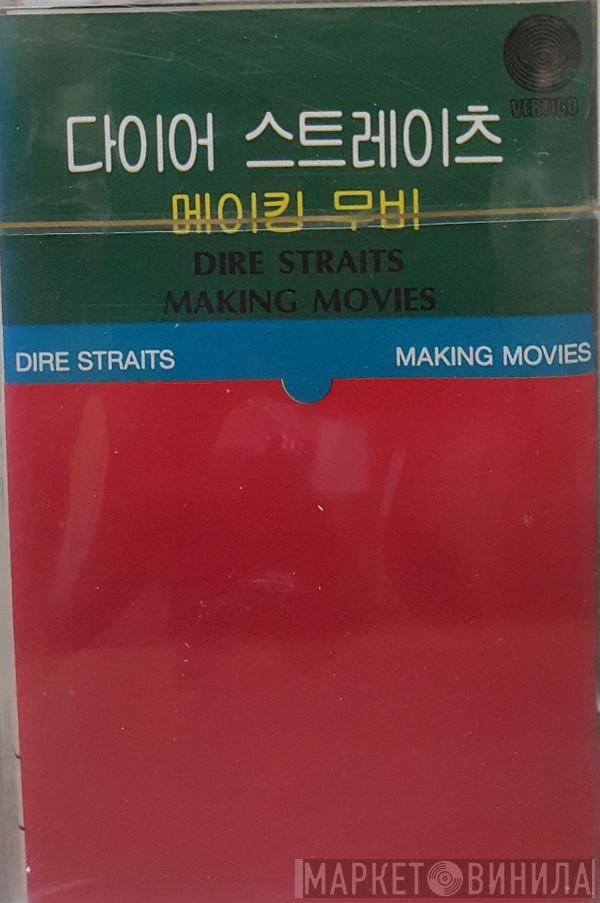 VERTIGO
다이어 스트레이츠
메이킹 무비
DIRE STRAITS
MAKING MOVIES
DIRE STRAITS MAKING MOVIES
МАРКЕТ ВИНИЛА